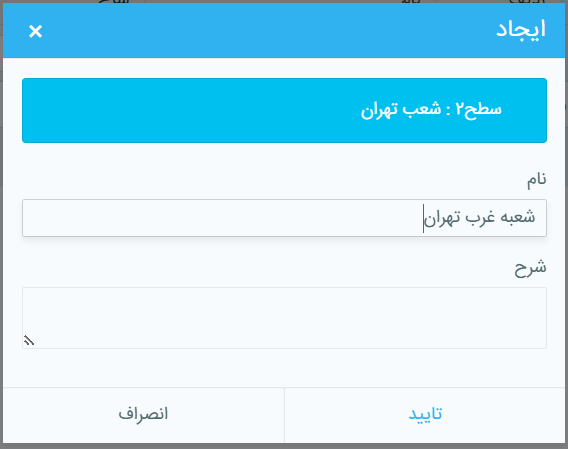 ایجاد ×
سطح۲ : شعب تهران
نام
شعبه غرب تهران
شرح
تایید انصراف